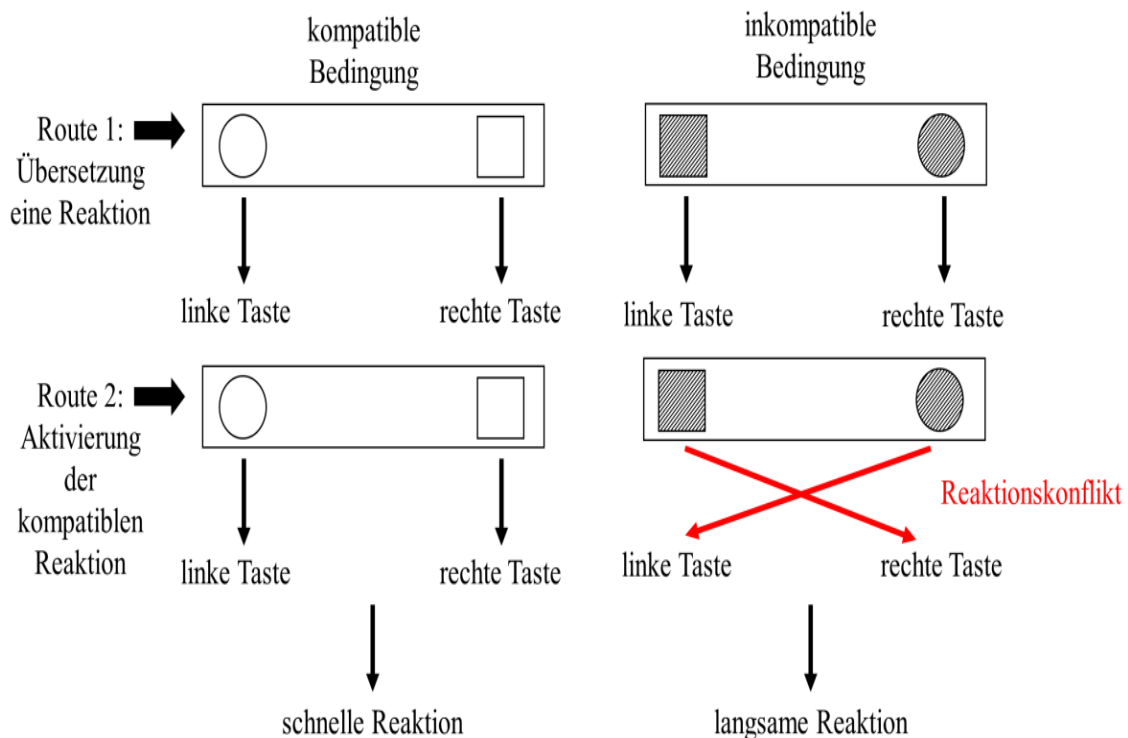 kompatible
Bedingung
inkompatible
Bedingung
Route 1:
Übersetzung
eine Reaktion
linke Taste
rechte Taste
linke Taste
rechte Taste
Route 2:
Aktivierung
der
kompatiblen
Reaktion
Reaktionskonflikt
linke Taste
rechte Taste
linke Taste
rechte Taste
schnelle Reaktion
langsame Reaktion